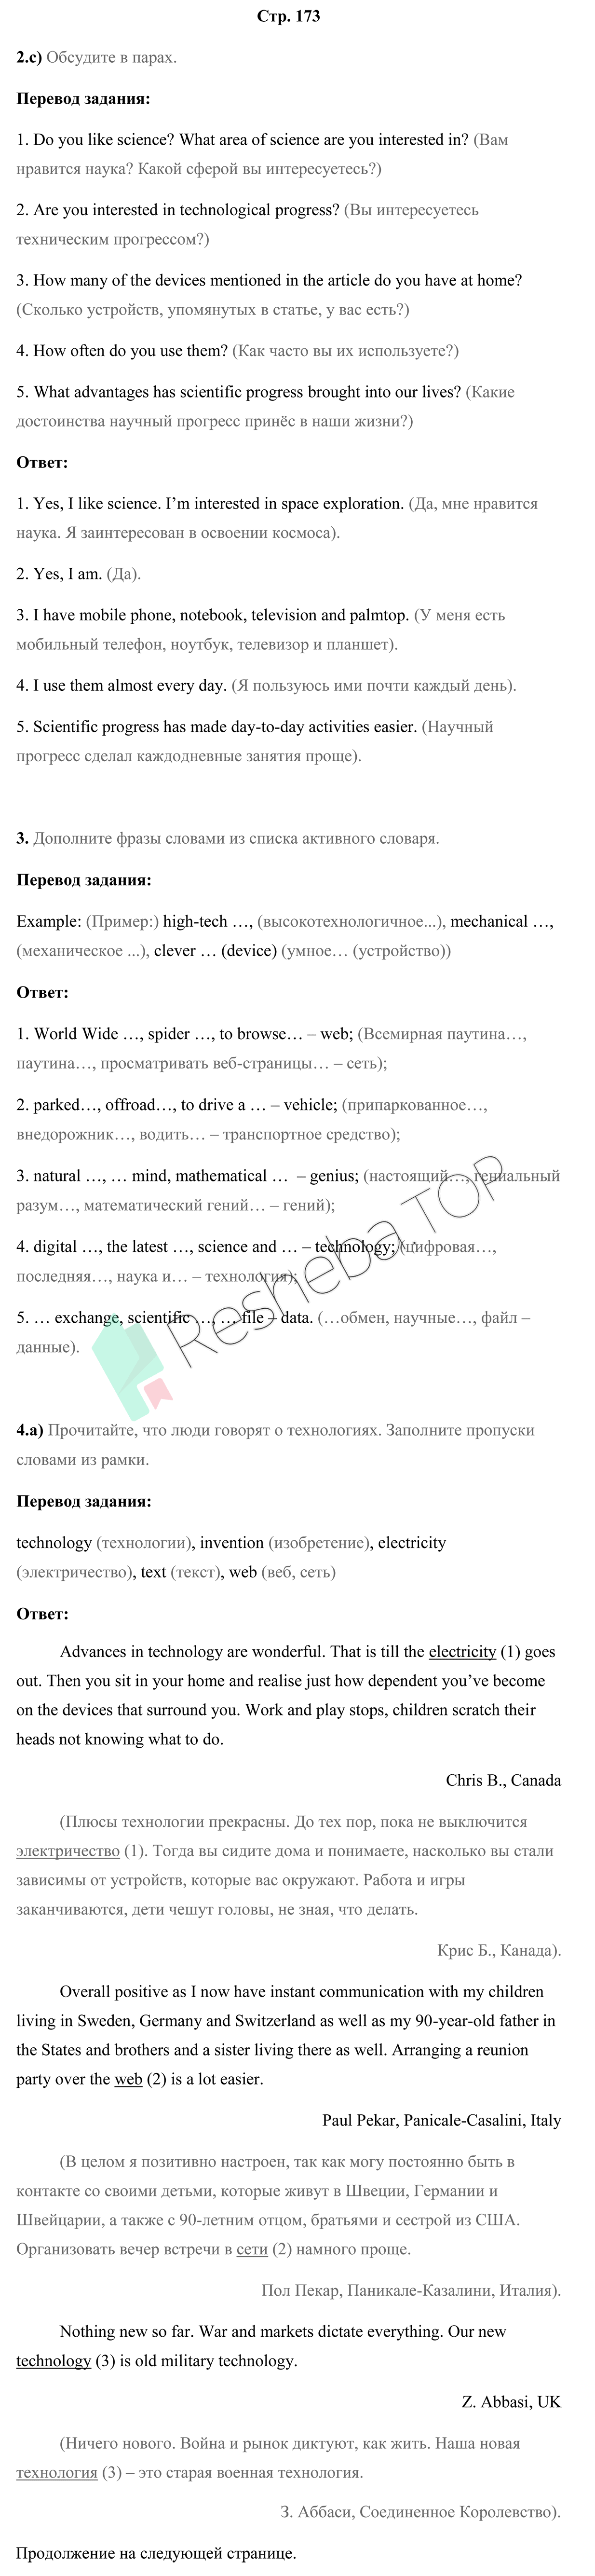 Стр. 173
2.c) Обсудите в парах.
Перевод задания:
1. Do you like science? What area of science are you interested in? (Вам
нравится наука? Какой сферой вы интересуетесь?)
2. Are you interested in technological progress? (Вы интересуетесь
техническим прогрессом?)
3. How many of the devices mentioned in the article do you have at home?
(Сколько устройств, упомянутых в статье, у вас есть?)
4. How often do you use them? (Как часто вы их используете?)
5. What advantages has scientific progress brought into our lives? (Какие
достоинства научный прогресс принёс в наши жизни?)
Ответ:
1. Yes, I like science. I’m interested in space exploration. (Да, мне нравится
наука. Я заинтересован в освоении космоса).
2. Yes, I am. (Да).
3. I have mobile phone, notebook, television and palmtop. (У меня есть
мобильный телефон, ноутбук, телевизор и планшет).
4. I use them almost every day. (Я пользуюсь ими почти каждый день).
5. Scientific progress has made day-to-day activities easier. (Научный
прогресс сделал каждодневные занятия проще).
3. Дополните фразы словами из списка активного словаря.
Перевод задания:
Example: (Пример:) high-tech …, (высокотехнологичное...), mechanical …,
(механическое ...), clever … (device) (умное… (устройство))
Ответ:
1. World Wide …, spider …, to browse… – web; (Всемирная паутина…,
паутина…, просматривать веб-страницы… – сеть);
2. parked…, offroad…, to drive a … – vehicle; (припаркованное…,
внедорожник…, водить… – транспортное средство);
3. natural …, … mind, mathematical … – genius; (настоящий…, гениальный
разум…, математический гений… – гений);
4. digital …, the latest …, science and … – technology; (цифровая…,
последняя…, наука и… – технология);
5. … exchange, scientific …, … file – data. (…обмен, научные…, файл –
данные).
Resheba TOP
4.a) Прочитайте, что люди говорят о технологиях. Заполните пропуски
словами из рамки.
Перевод задания:
technology (технологии), invention (изобретение), electricity
(электричество), text (текст), web (веб, сеть)
Ответ:
Advances in technology are wonderful. That is till the electricity (1) goes
out. Then you sit in your home and realise just how dependent you’ve become
on the devices that surround you. Work and play stops, children scratch their
heads not knowing what to do.
Chris B., Canada
(Плюсы технологии прекрасны. До тех пор, пока не выключится
электричество (1). Тогда вы сидите дома и понимаете, насколько вы стали
зависимы от устройств, которые вас окружают. Работа и игры
заканчиваются, дети чешут головы, не зная, что делать.
Крис Б., Канада).
Overall positive as I now have instant communication with my children
living in Sweden, Germany and Switzerland as well as my 90-year-old father in
the States and brothers and a sister living there as well. Arranging a reunion
party over the web (2) is a lot easier.
Paul Pekar, Panicale-Casalini, Italy
(В целом я позитивно настроен, так как могу постоянно быть в
контакте со своими детьми, которые живут в Швеции, Германии и
Швейцарии, а также с 90-летним отцом, братьями и сестрой из США.
Организовать вечер встречи в сети (2) намного проще.
Пол Пекар, Паникале-Казалини, Италия).
Nothing new so far. War and markets dictate everything. Our new
technology (3) is old military technology.
Z. Abbasi, UK
(Ничего нового. Война и рынок диктуют, как жить. Наша новая
технология (3) – это старая военная технология.
З. Аббаси, Соединенное Королевство).
Продолжение на следующей странице.